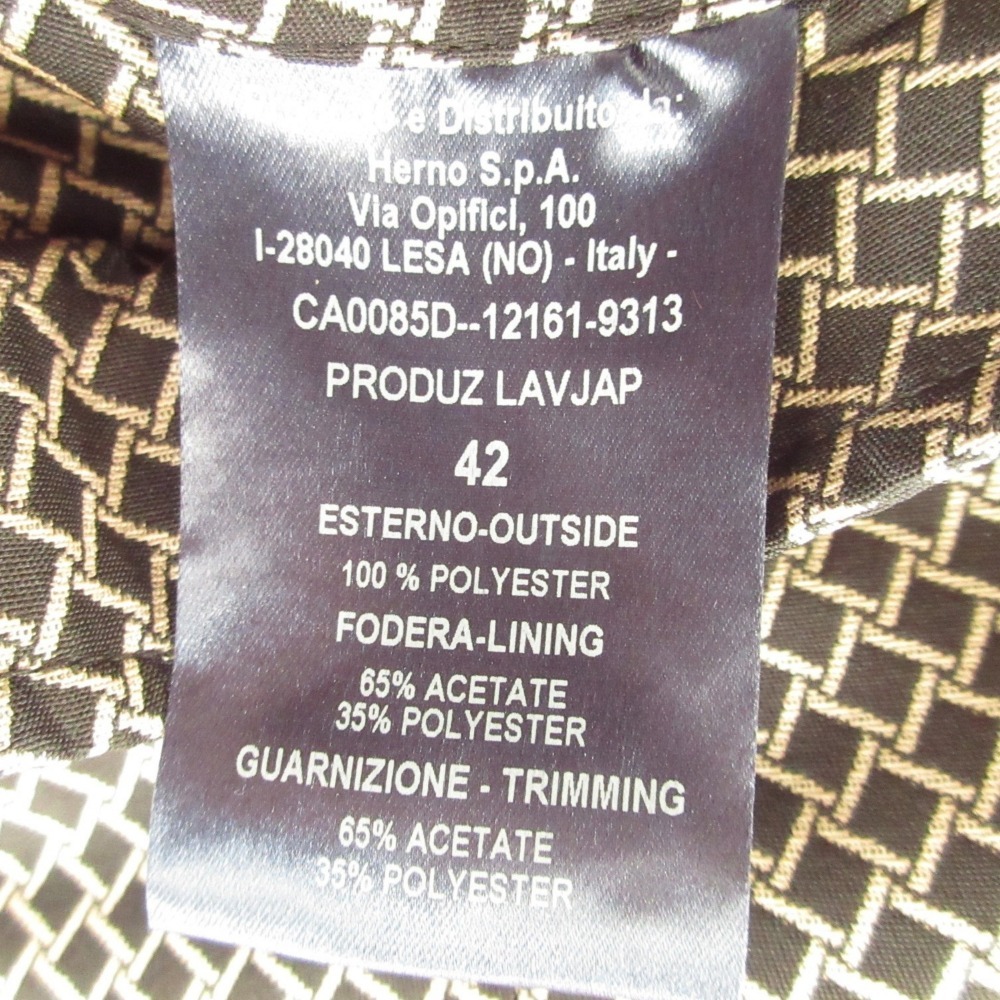 e Distribuito da:
Herno S.p.A.
Via Opifici, 100
I-28040 LESA (NO) - Italy -
CA0085D--12161-9313
PRODUZ LAVJAP
42
ESTERNO-OUTSIDE
100 % POLYESTER
FODERA-LINING
65% ACETATE
35% POLYESTER
GUARNIZIONE - TRIMMING
65% ACETATE
35% POLYESTER